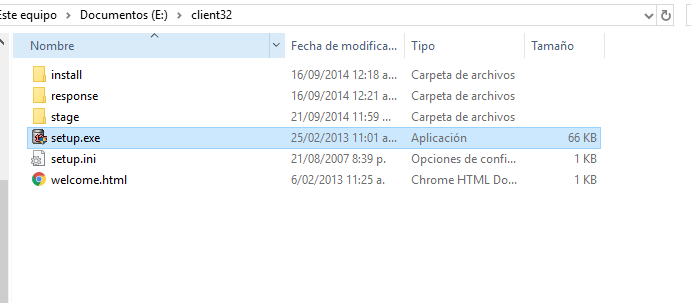 Este equipo > Documentos (E:) > client32
Nombre Fecha de modifica... Tipo Tamaño
install 16/09/2014 12:18 a... Carpeta de archivos
response 16/09/2014 12:21 a... Carpeta de archivos
stage 21/09/2014 11:59 ... Carpeta de archivos
setup.exe 25/02/2013 11:01 a... Aplicación 66 KB
setup.ini 21/08/2007 8:39 p. Opciones de confi... 1 KB
welcome.html 6/02/2013 11:25 a. Chrome HTML Do... 1 KB